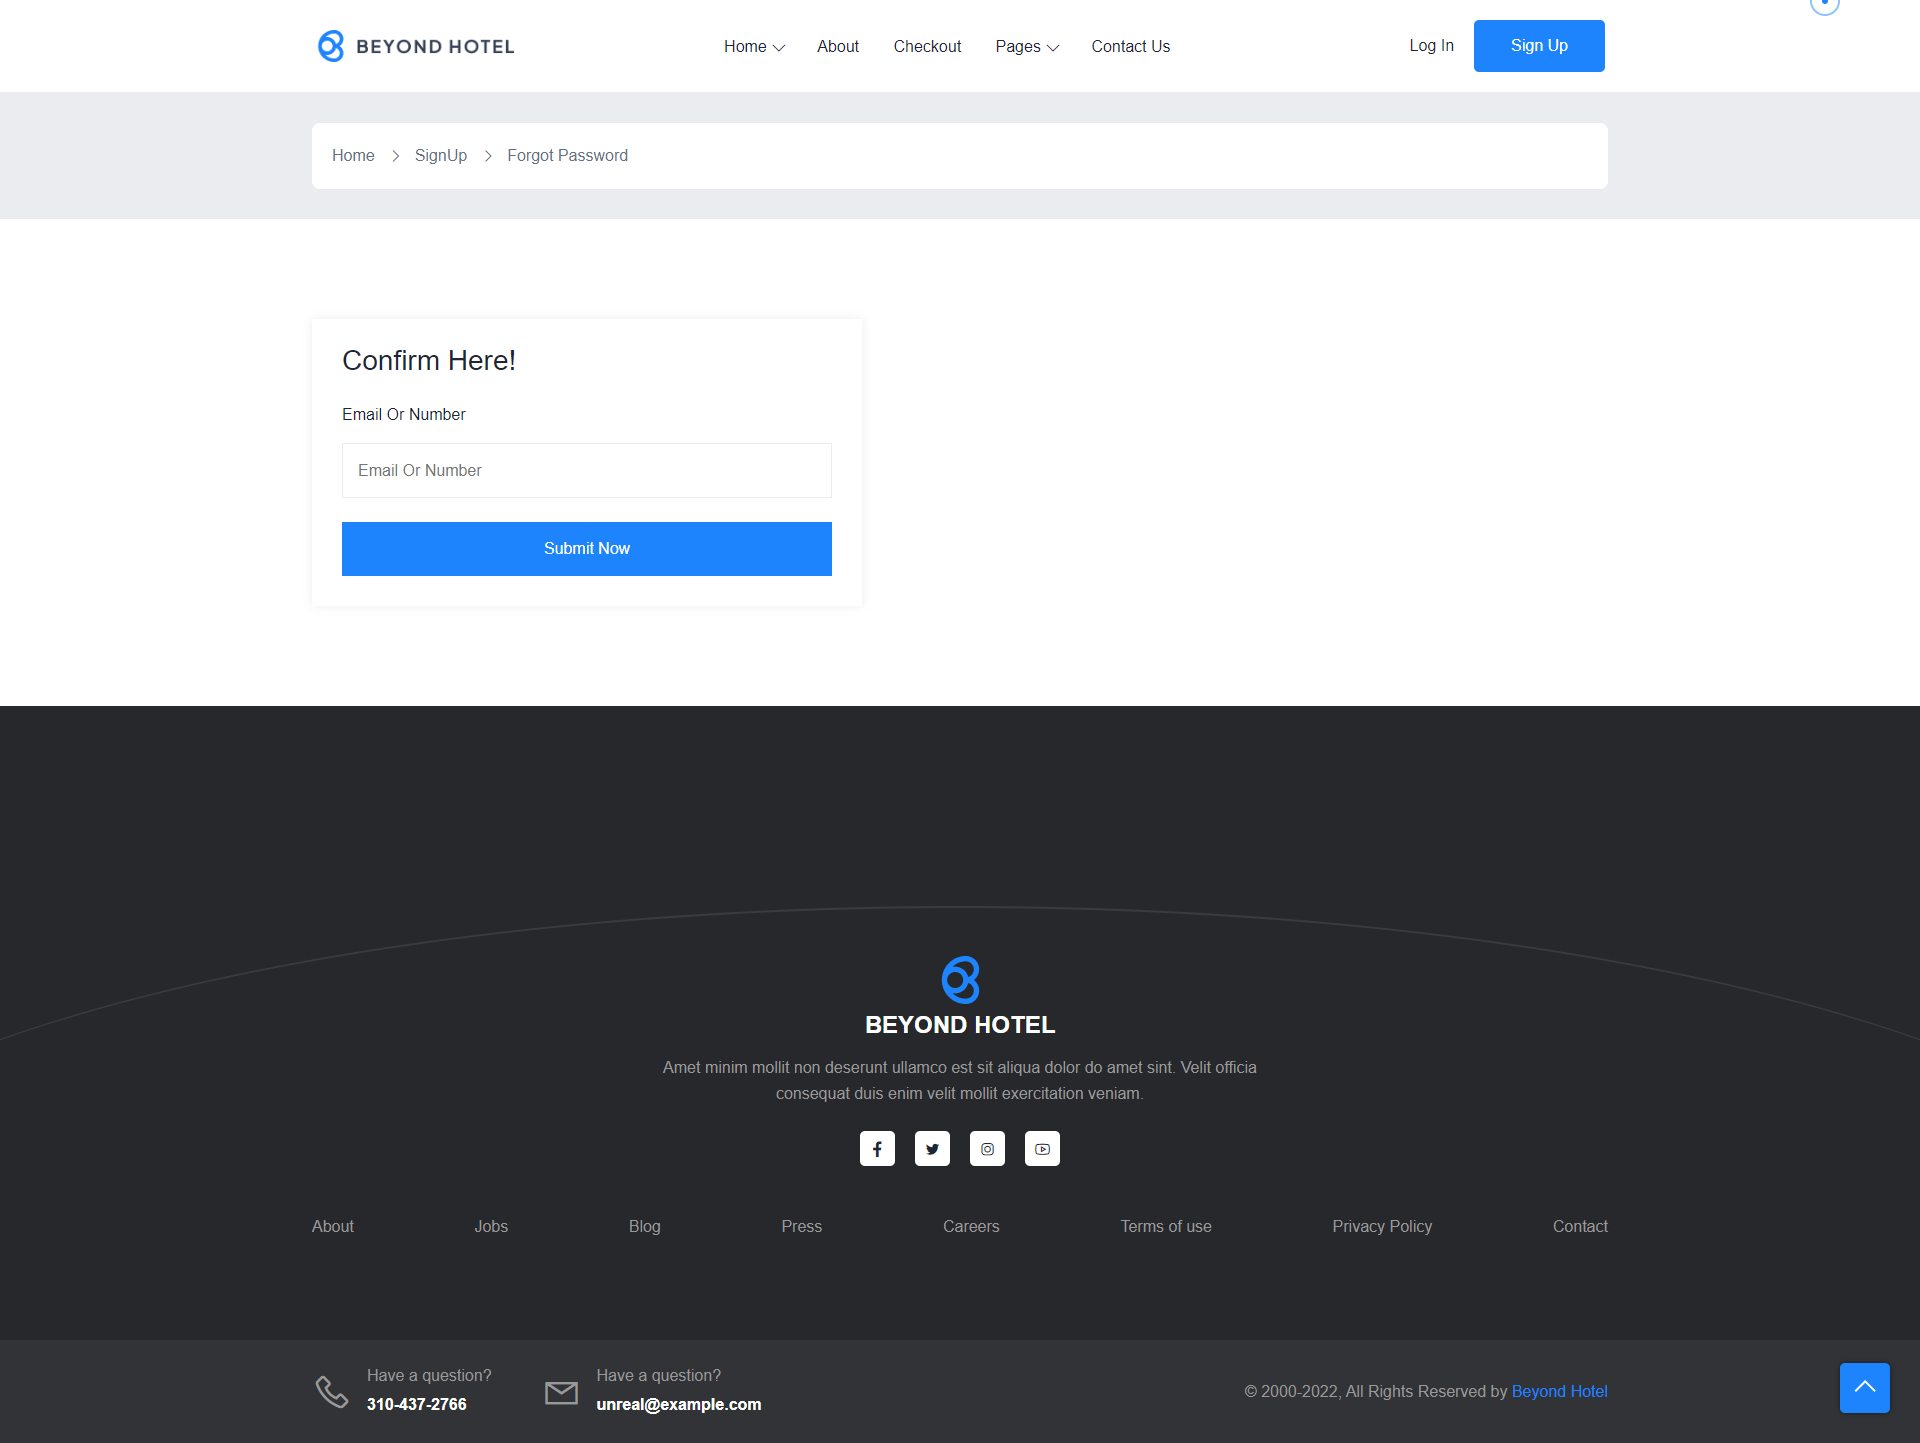 BEYOND HOTEL
Home
About
Checkout
Pages
Contact Us
Log In
Sign Up
Home
SignUp
Forgot Password
Confirm Here!
Email Or Number
Email Or Number
Submit Now
BEYOND HOTEL
Amet minim mollit non deserunt ullamco est sit aliqua dolor do amet sint. Velit officia
consequat duis enim velit mollit exercitation veniam.
About
Jobs
Blog
Press
Careers
Terms of use
Privacy Policy
Contact
Have a question?
310-437-2766
Have a question?
unreal@example.com
© 2000-2022, All Rights Reserved by Beyond Hotel